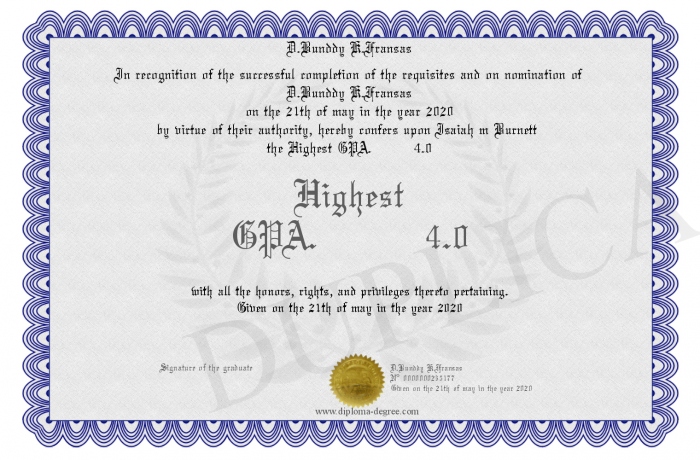 D.Bunddy K.Fransas
In recognition of the successful completion of the requisites and on nomination of
D.Bunddy K.Fransas
on the 21th of may in the year 2020
by virtue of their authority, hereby confers upon Isaiah m Burnett
the Highest GPA. 4.0
Highest
GPA. 4.0
with all the honors, rights, and privileges thereto pertaining.
Given on the 21th of may in the year 2020
DUPLICA
Signature of the graduate
D.Bunddy K.Fransas
Nº 0000000233177
Given on the 21th of may in the year 2020
www.diploma-degree.com